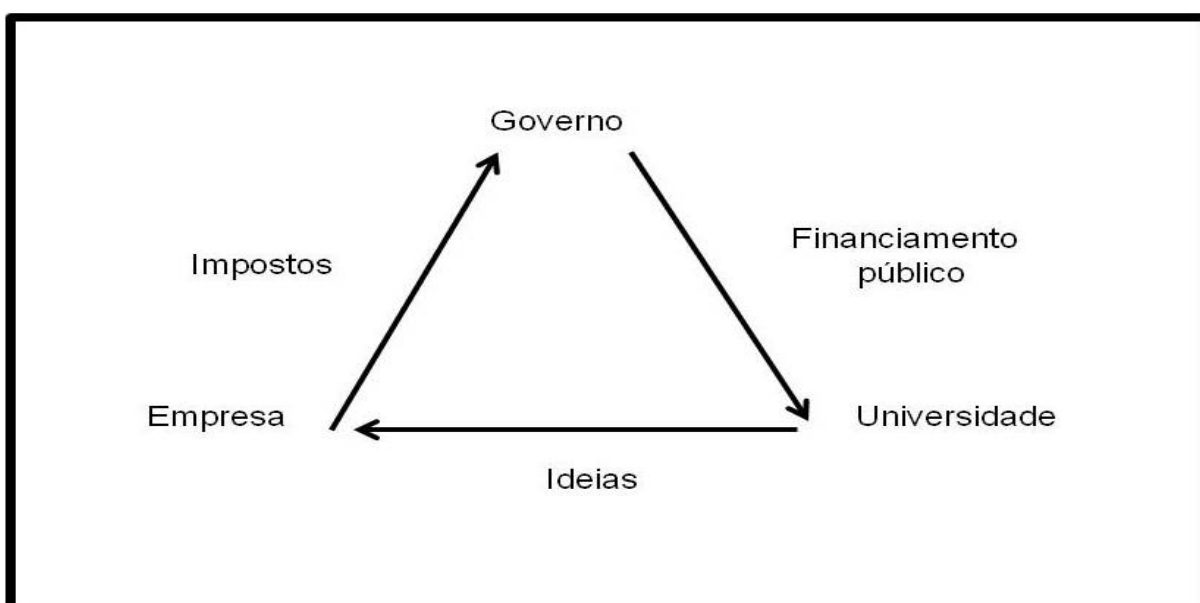 Governo
Financiamento
público
Impostos
Empresa
Universidade
Ideias